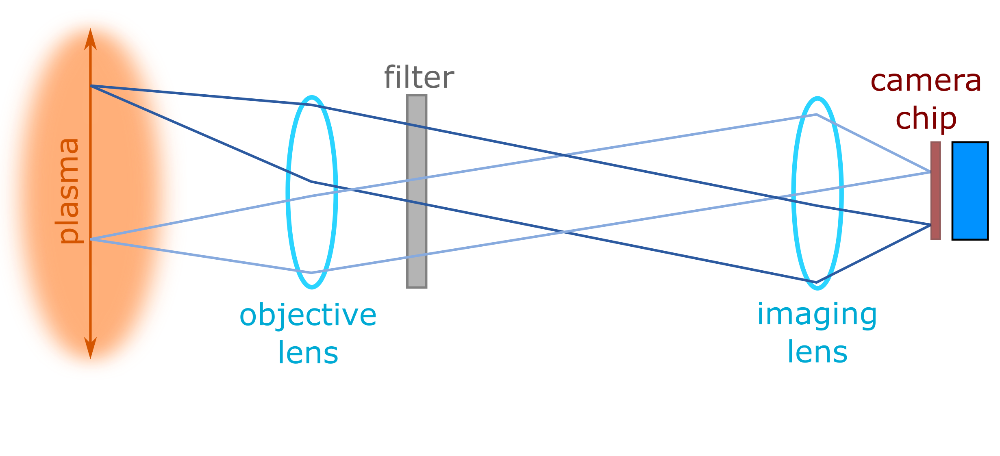 plasma
objective
lens
filter
imaging
lens
camera
chip